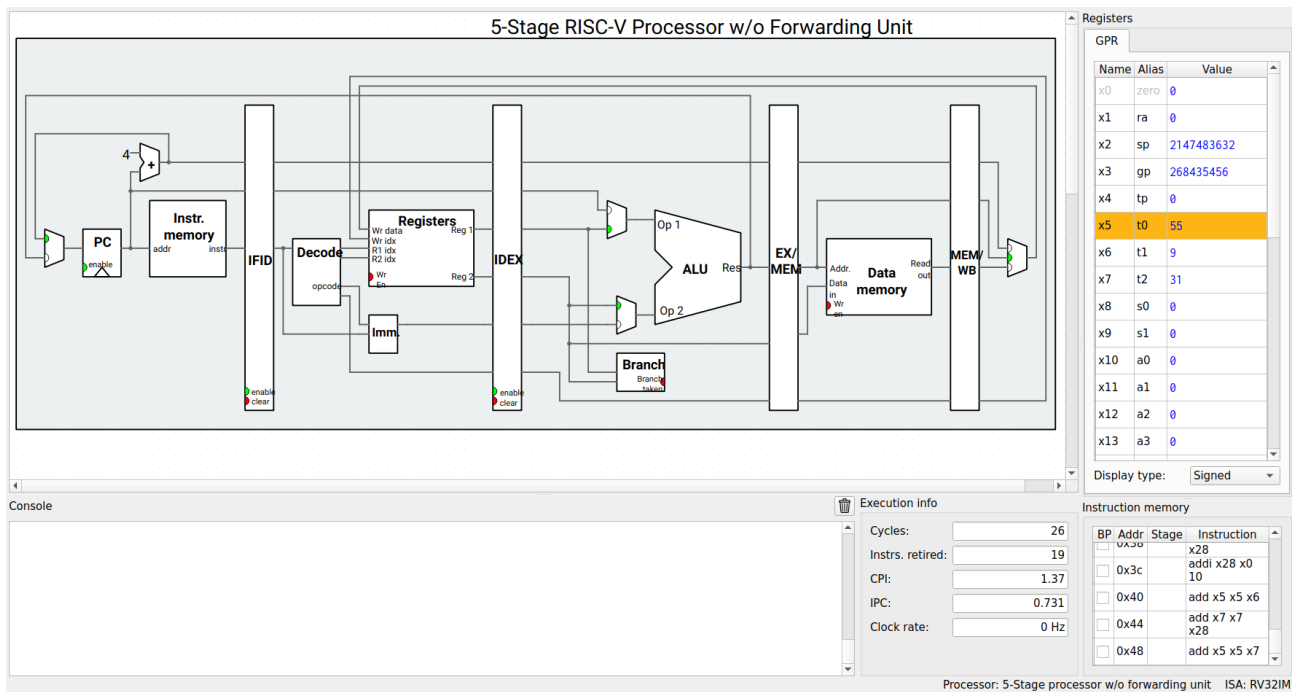 5-Stage RISC-V Processor w/o Forwarding Unit
4
+
PC
enable
Instr.
memory
addr
instr
IFID
enable
clear
Decode
opcode
Registers
Wr data
Wr idx
R1 idx
R2 idx
Wr
En
Reg 1
Reg 2
Imm.
IDEX
enable
clear
Op 1
ALU
Res
Op 2
Branch
Branch
taken
EX/
MEM
Addr.
Data
in
Wr
en
Data
memory
Read
out
MEM/
WB
Registers
GPR
Name Alias Value
x0 zero 0
x1 ra 0
x2 sp 2147483632
x3 gp 268435456
x4 tp 0
x5 t0 55
x6 t1 9
x7 t2 31
x8 s0 0
x9 s1 0
x10 a0 0
x11 a1 0
x12 a2 0
x13 a3 0
Display type: Signed
Console
Execution info
Cycles: 26
Instrs. retired: 19
CPI: 1.37
IPC: 0.731
Clock rate: 0 Hz
Instruction memory
BP Addr Stage Instruction
0x38 x28
0x3c addi x28 x0
10
0x40 add x5 x5 x6
0x44 add x7 x7
x28
0x48 add x5 x5 x7
Processor: 5-Stage processor w/o forwarding unit ISA: RV32IM